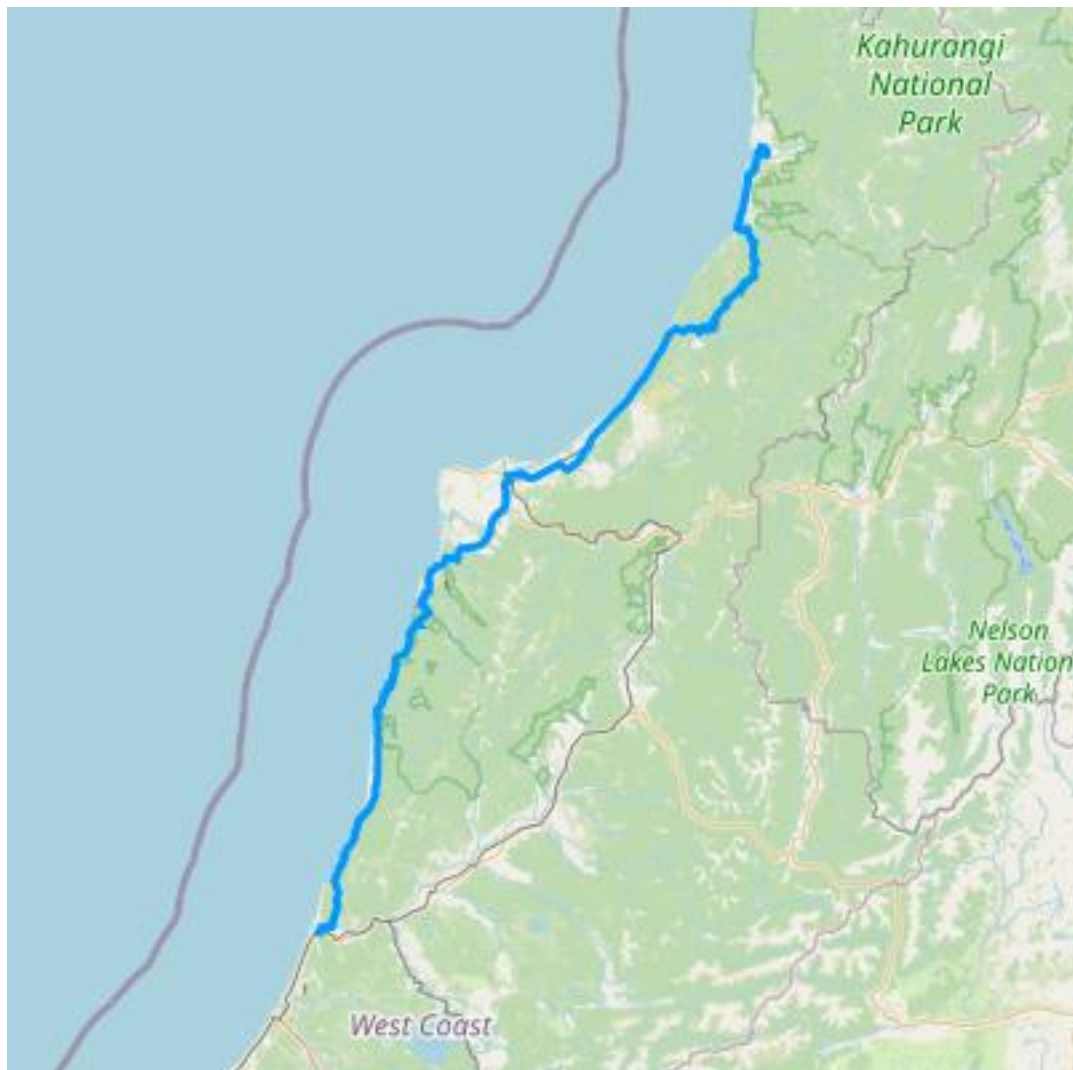 Kahurangi
National
Park
Nelson
Lakes Nation
Park
West Coast